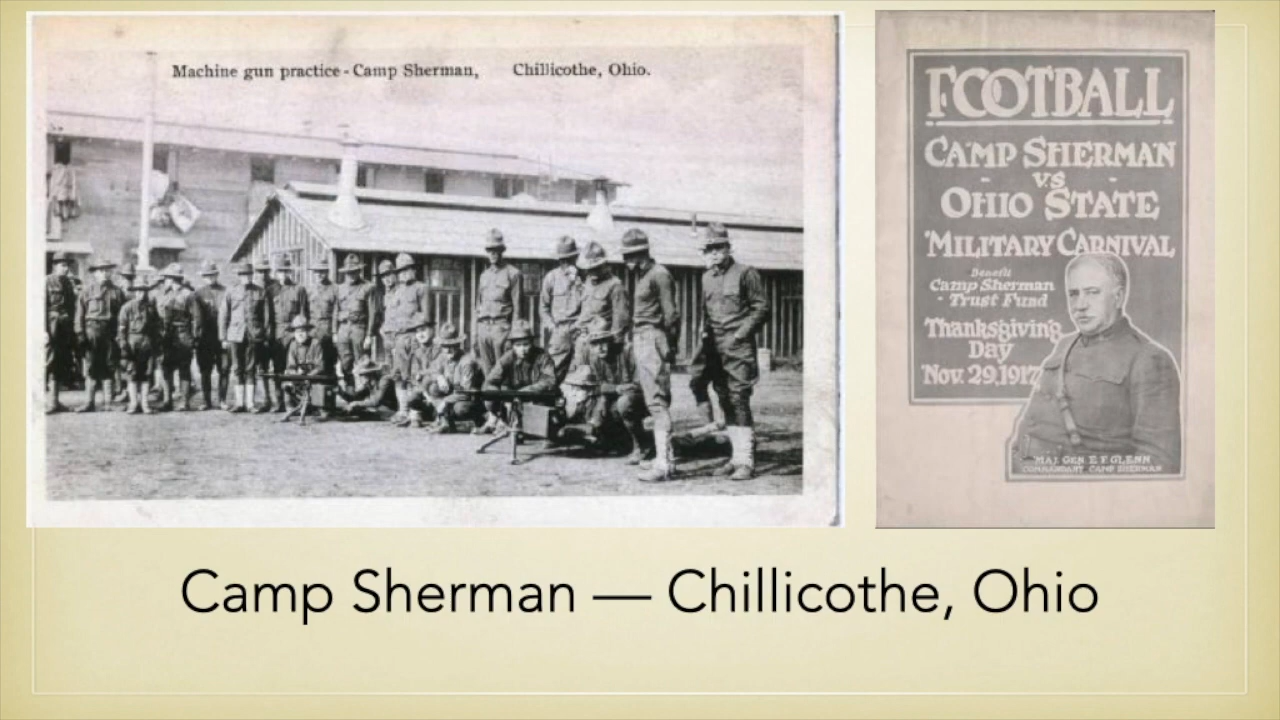 Machine gun practice - Camp Sherman, Chillicothe, Ohio.
FOOTBALL
CAMP SHERMAN
- VS -
OHIO STATE
MILITARY CARNIVAL
Benefit
Camp Sherman
- Trust Fund
Thanksgiving
Day
Nov. 29, 1917
MAJ. GEN. E F GLENN
COMMANDANT CAMP SHERMAN
Camp Sherman — Chillicothe, Ohio